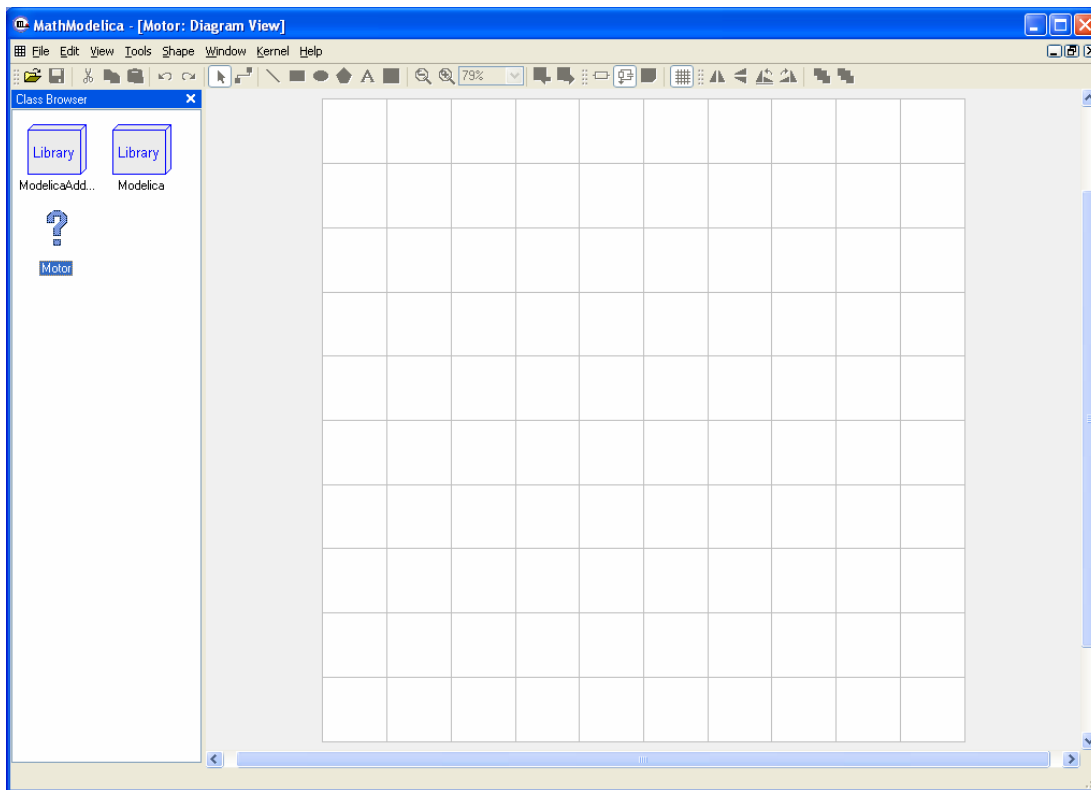 MathModelica - [Motor: Diagram View]
File Edit View Tools Shape Window Kernel Help
A 79%
Class Browser
Library Library
ModelicaAdd... Modelica
?
Motor